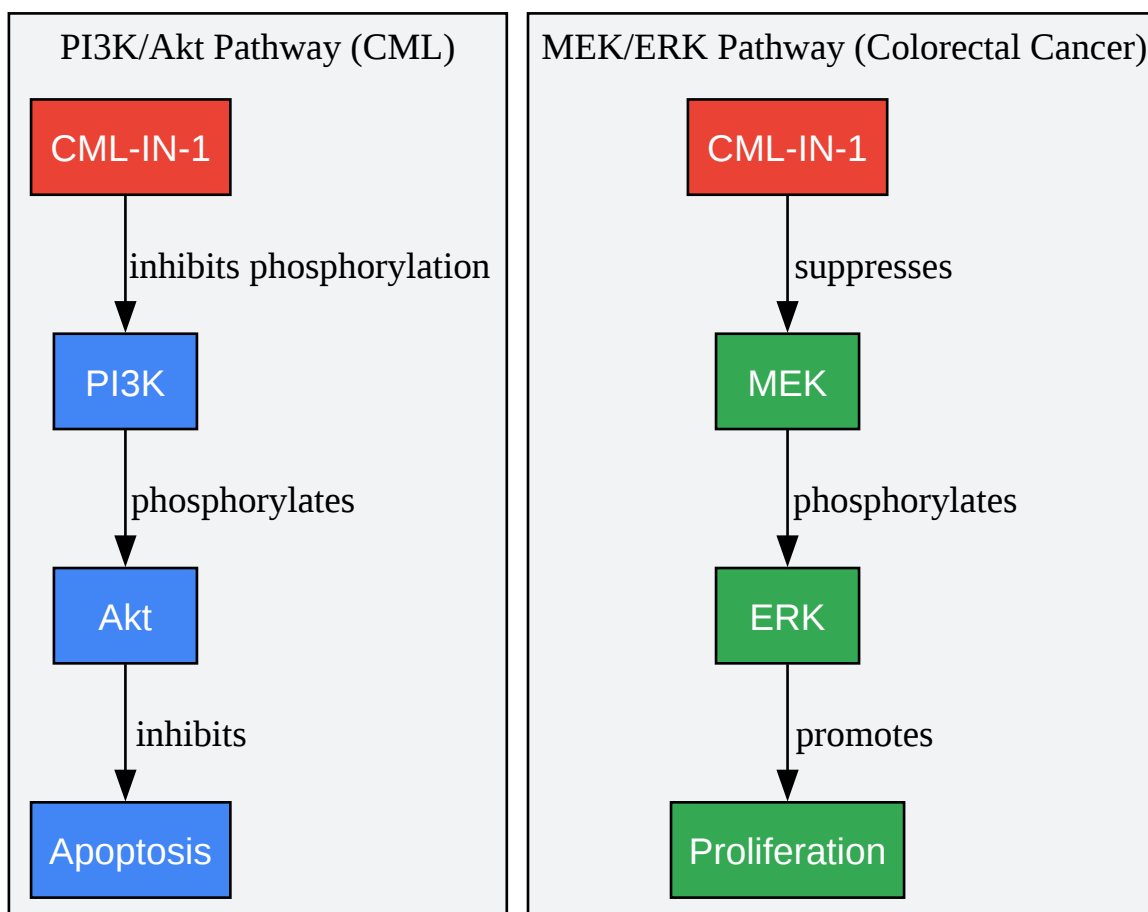 PI3K/Akt Pathway (CML)
CML-IN-1
inhibits phosphorylation
PI3K
phosphorylates
Akt
inhibits
Apoptosis
MEK/ERK Pathway (Colorectal Cancer)
CML-IN-1
suppresses
MEK
phosphorylates
ERK
promotes
Proliferation